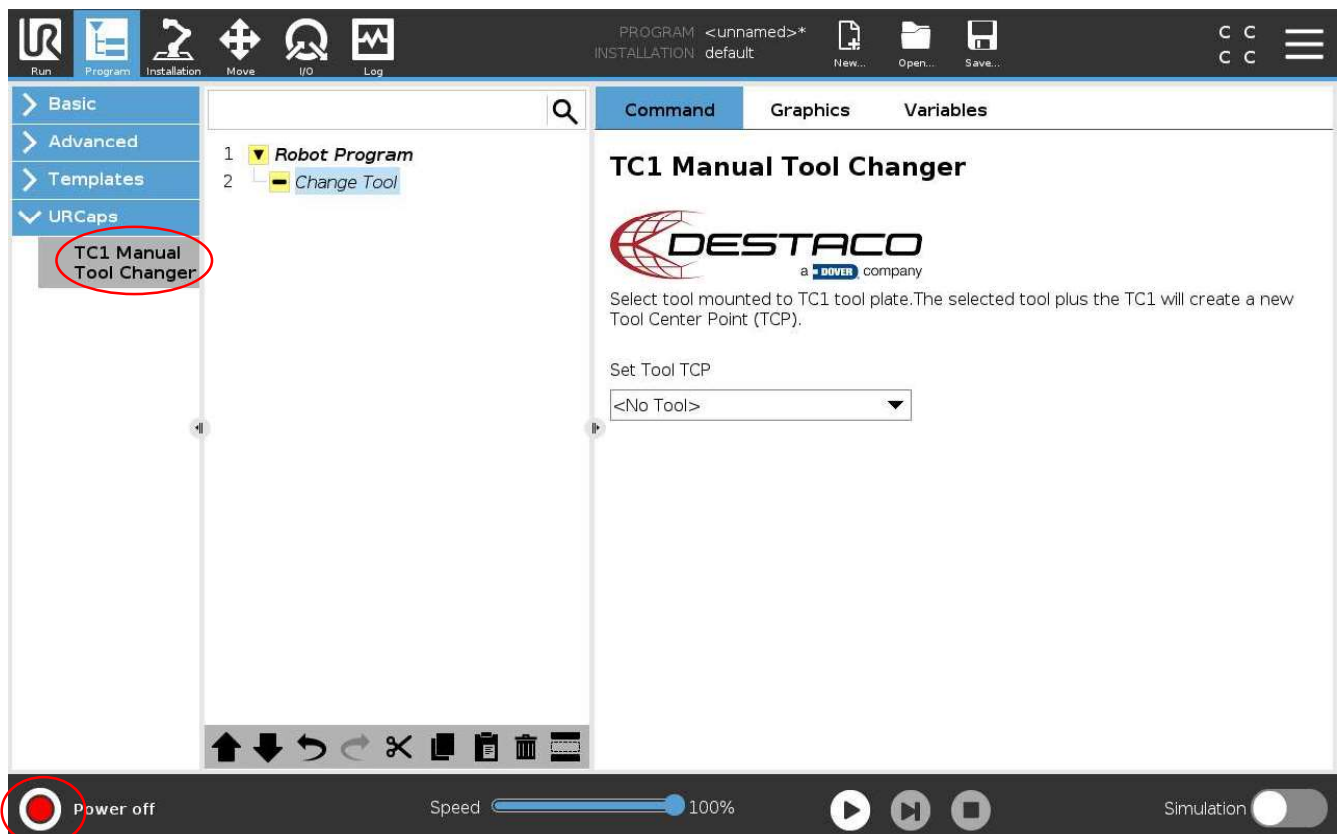 PROGRAM <unnamed>*
INSTALLATION default
C C
C C
Run
Program
Installation
Move
I/O
Log
New...
Open...
Save...
Basic
Advanced
Templates
URCaps
TC1 Manual
Tool Changer
1 Robot Program
2 Change Tool
Command Graphics Variables
TC1 Manual Tool Changer
DESTACO
a DOVER company
Select tool mounted to TC1 tool plate.The selected tool plus the TC1 will create a new
Tool Center Point (TCP).
Set Tool TCP
<No Tool>
Power off
Speed 100%
Simulation